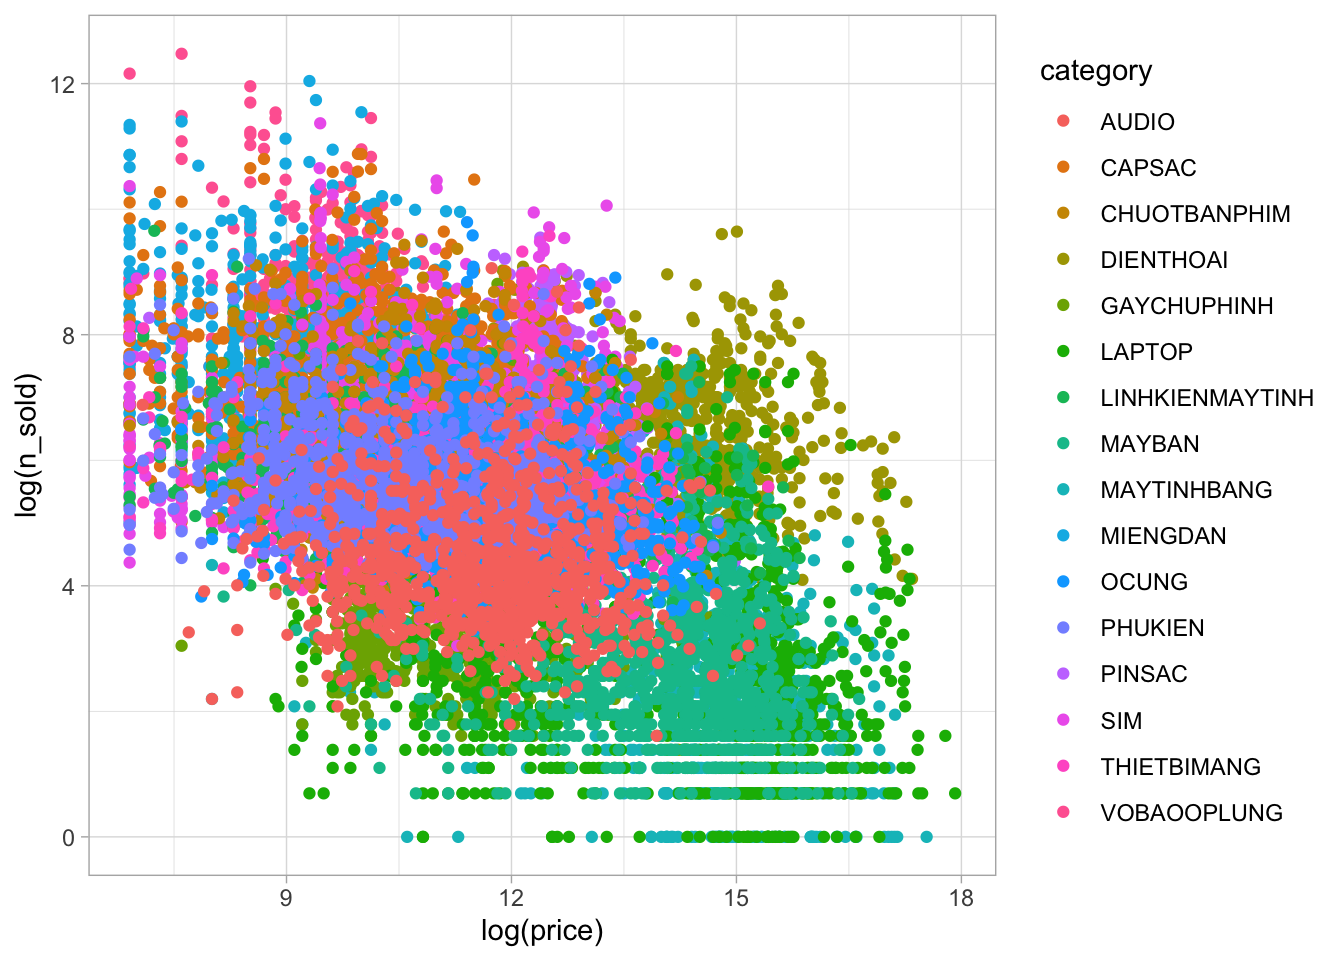 12
8
4
0
log(n_sold)
9
12
15
18
log(price)
category
AUDIO
CAPSAC
CHUOTBANPHIM
DIENTHOAI
GAYCHUPHINH
LAPTOP
LINHKIENMAYTINH
MAYBAN
MAYTINHBANG
MIENGDAN
OCUNG
PHUKIEN
PINSAC
SIM
THIETBIMANG
VOBAOOPLUNG